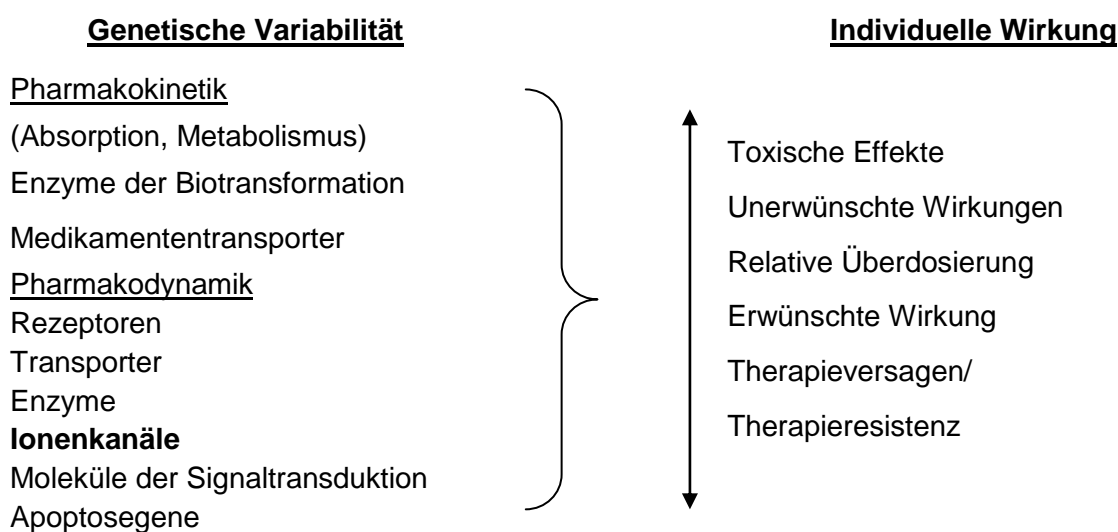 Genetische Variabilität
Individuelle Wirkung
Pharmakokinetik
(Absorption, Metabolismus)
Enzyme der Biotransformation
Medikamententransporter
Pharmakodynamik
Rezeptoren
Transporter
Enzyme
Ionenkanäle
Moleküle der Signaltransduktion
Apoptosegene
Toxische Effekte
Unerwünschte Wirkungen
Relative Überdosierung
Erwünschte Wirkung
Therapieversagen/
Therapieresistenz